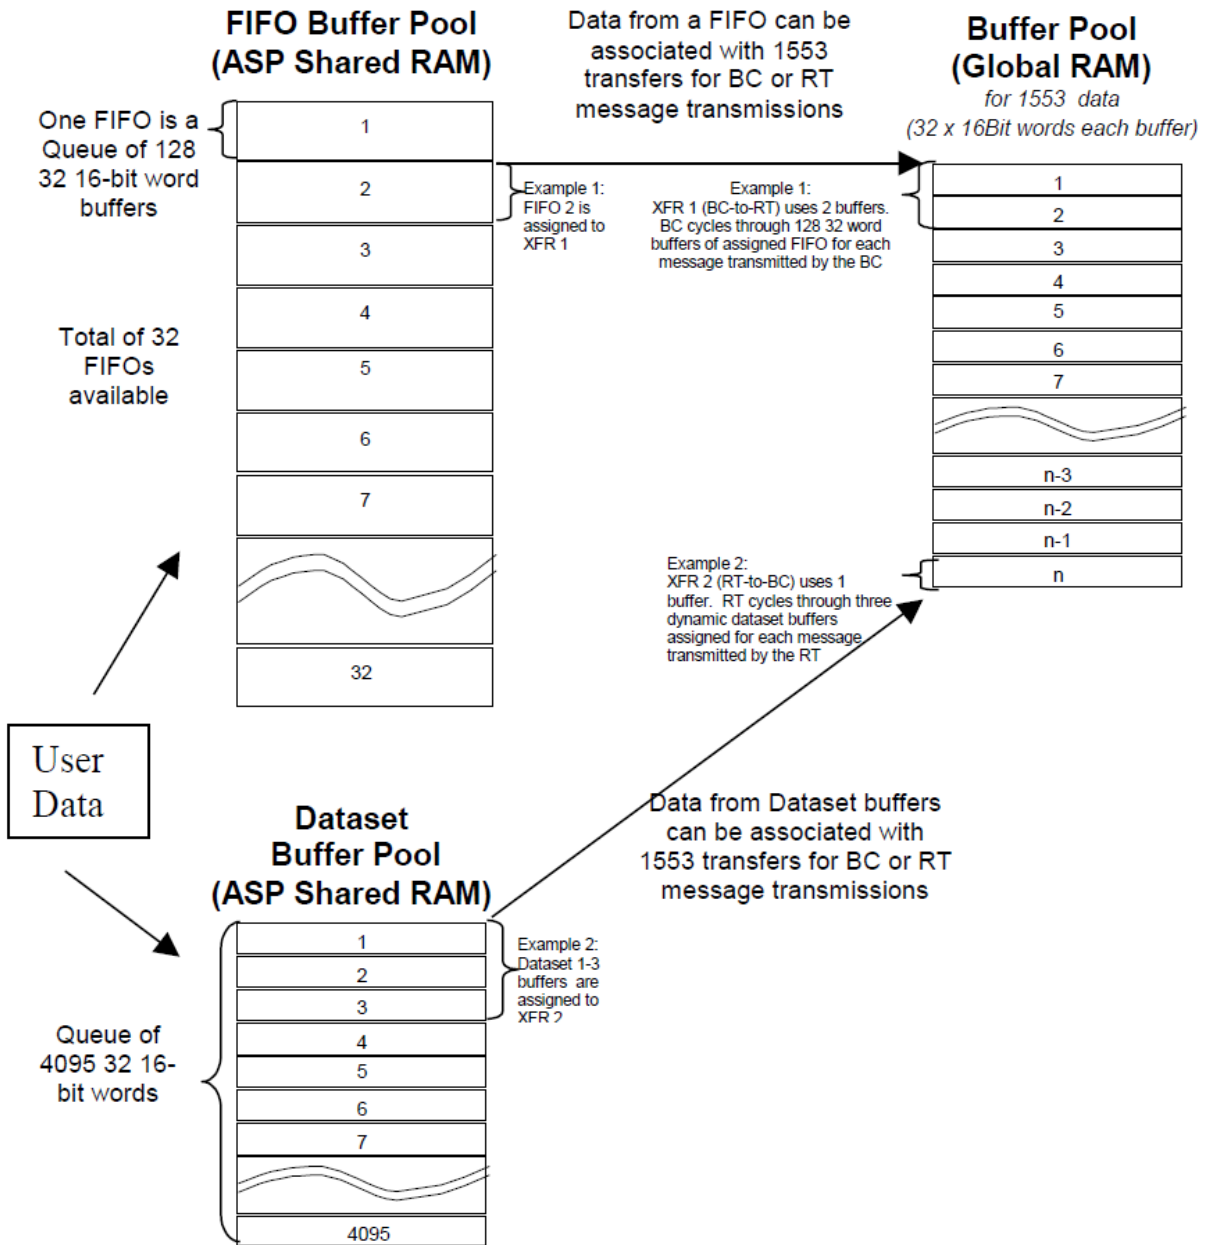 FIFO Buffer Pool
(ASP Shared RAM)
Data from a FIFO can be
associated with 1553
transfers for BC or RT
message transmissions
Buffer Pool
(Global RAM)
for 1553 data
(32 x 16Bit words each buffer)
One FIFO is a
Queue of 128
32 16-bit word
buffers
Total of 32
FIFOs
available
1
2
3
4
5
6
7
32
Example 1:
FIFO 2 is
assigned to
XFR 1
Example 1:
XFR 1 (BC-to-RT) uses 2 buffers.
BC cycles through 128 32 word
buffers of assigned FIFO for each
message transmitted by the BC
1
2
3
4
5
6
7
n-3
n-2
n-1
n
Example 2:
XFR 2 (RT-to-BC) uses 1
buffer. RT cycles through three
dynamic dataset buffers
assigned for each message
transmitted by the RT
User
Data
Dataset
Buffer Pool
(ASP Shared RAM)
Data from Dataset buffers
can be associated with
1553 transfers for BC or RT
message transmissions
Queue of
4095 32 16-
bit words
1
2
3
4
5
6
7
4095
Example 2:
Dataset 1-3
buffers are
assigned to
XFR 2